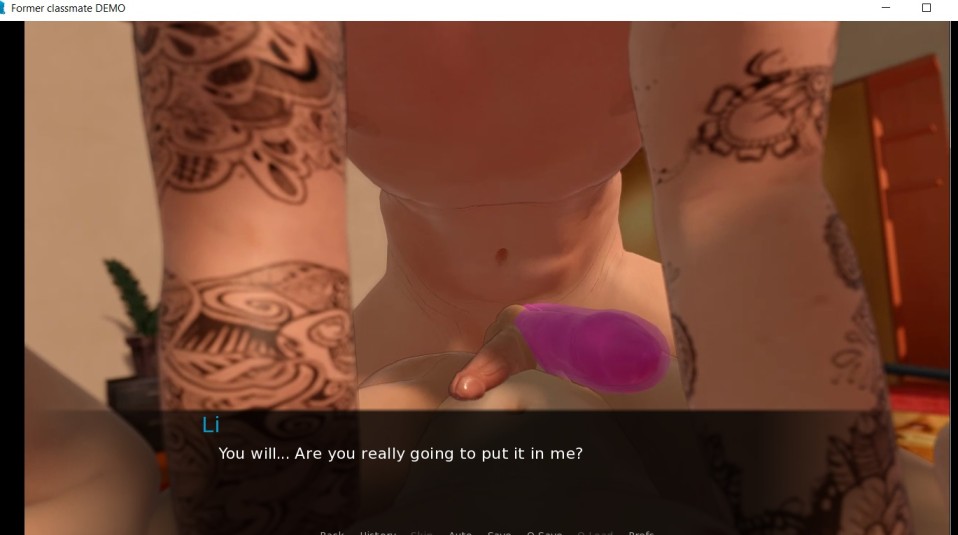 Former classmate DEMO
Li
You will... Are you really going to put it in me?
Back History Skip Auto Save Q.Save Q.Load Prefs